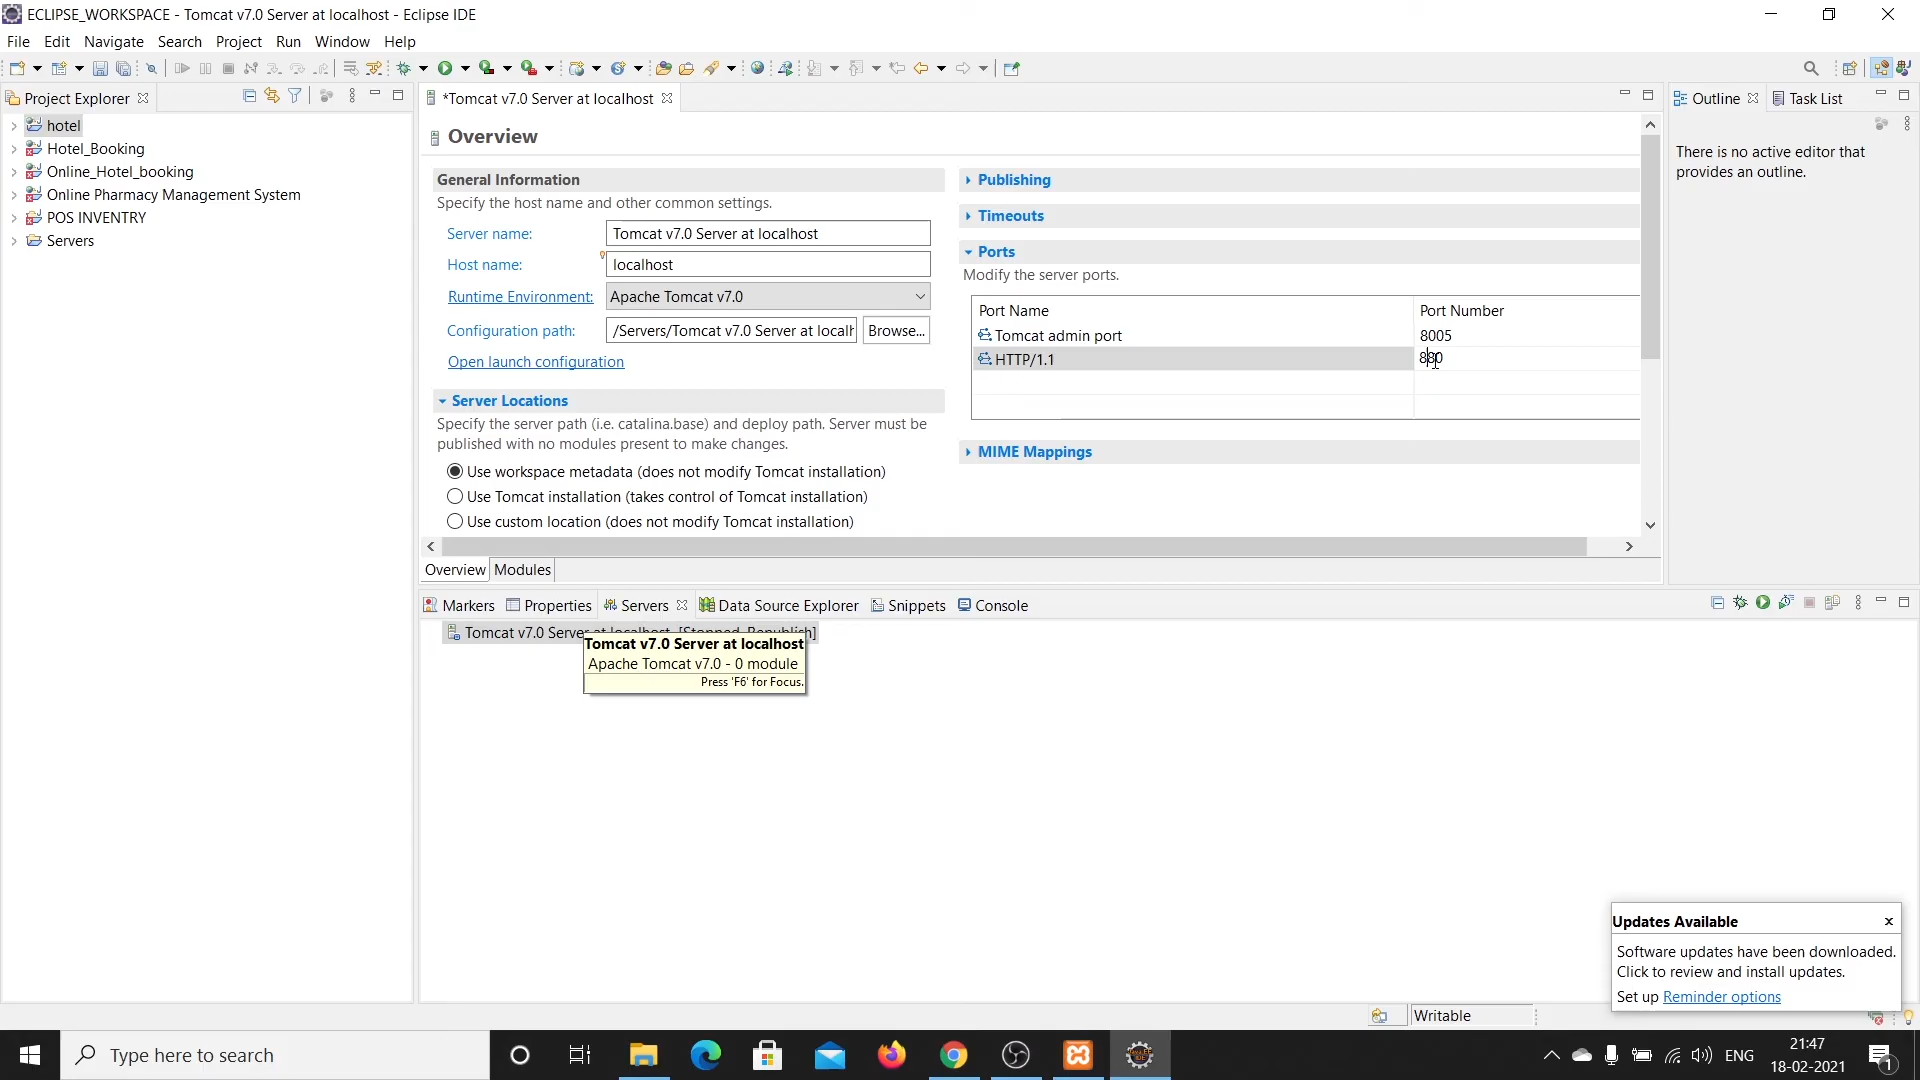 ECLIPSE_WORKSPACE - Tomcat v7.0 Server at localhost - Eclipse IDE
File Edit Navigate Search Project Run Window Help
Project Explorer
hotel
Hotel_Booking
Online_Hotel_booking
Online Pharmacy Management System
POS INVENTRY
Servers
*Tomcat v7.0 Server at localhost
Overview
General Information
Specify the host name and other common settings.
Server name: Tomcat v7.0 Server at localhost
Host name: localhost
Runtime Environment: Apache Tomcat v7.0
Configuration path: /Servers/Tomcat v7.0 Server at localh Browse...
Open launch configuration
Server Locations
Specify the server path (i.e. catalina.base) and deploy path. Server must be
published with no modules present to make changes.
Use workspace metadata (does not modify Tomcat installation)
Use Tomcat installation (takes control of Tomcat installation)
Use custom location (does not modify Tomcat installation)
Publishing
Timeouts
Ports
Modify the server ports.
Port Name Port Number
Tomcat admin port 8005
HTTP/1.1 880
MIME Mappings
Overview Modules
Outline Task List
There is no active editor that
provides an outline.
Markers Properties Servers Data Source Explorer Snippets Console
Tomcat v7.0 Server at localhost [Stopped, Republish]
Tomcat v7.0 Server at localhost
Apache Tomcat v7.0 - 0 module
Press 'F6' for Focus.
Updates Available x
Software updates have been downloaded.
Click to review and install updates.
Set up Reminder options
Writable
Type here to search
ENG
21:47
18-02-2021
1